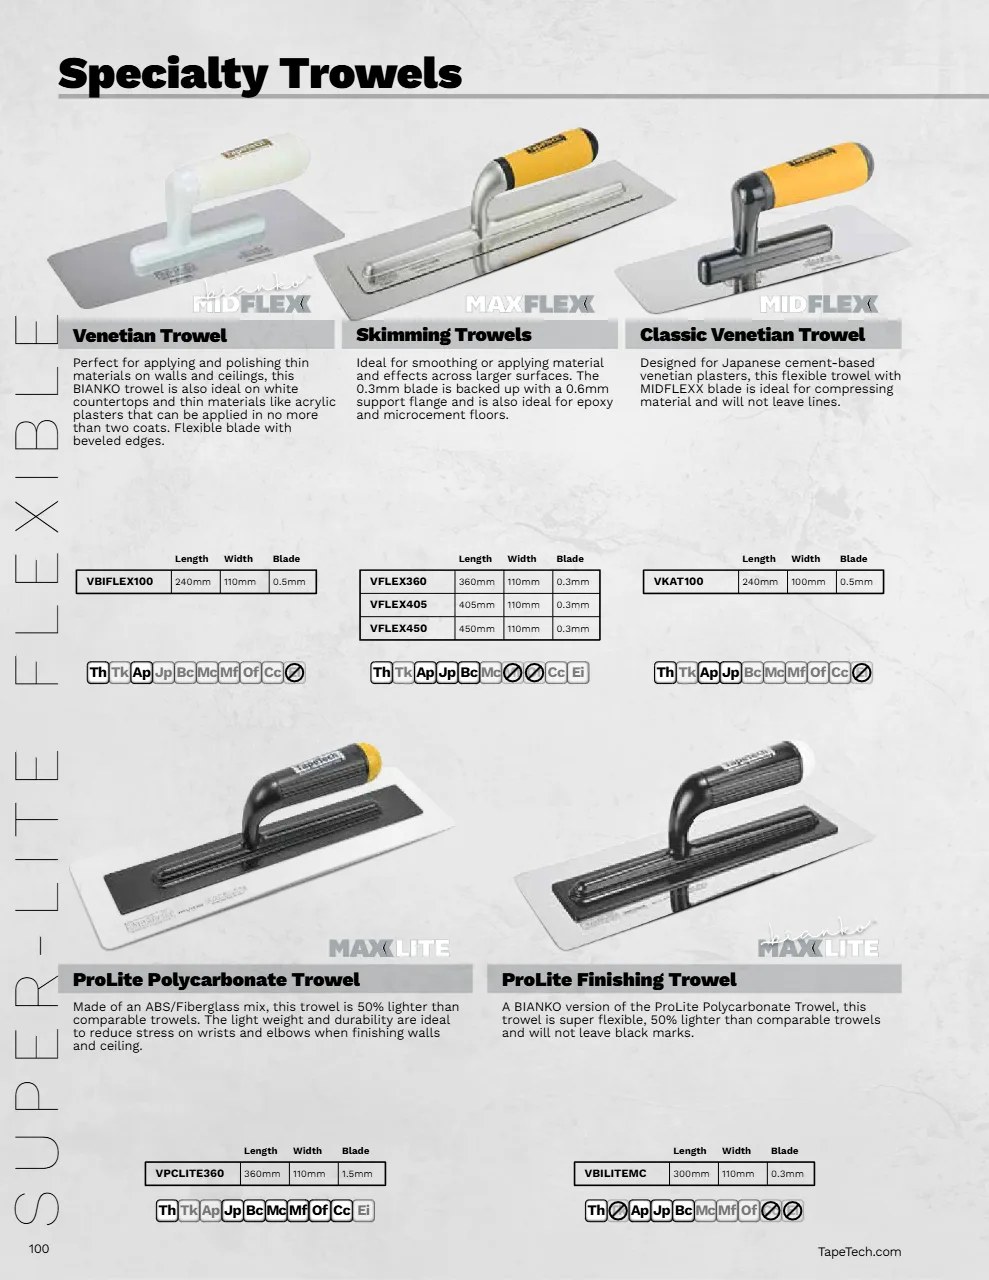 Specialty Trowels
SUPER-LITE FLEXIBLE
bianko
MIDFLEXX
MAXFLEXX
MIDFLEXX
Venetian Trowel
Perfect for applying and polishing thin
materials on walls and ceilings, this
BIANKO trowel is also ideal on white
countertops and thin materials like acrylic
plasters that can be applied in no more
than two coats. Flexible blade with
beveled edges.
Skimming Trowels
Ideal for smoothing or applying material
and effects across larger surfaces. The
0.3mm blade is backed up with a 0.6mm
support flange and is also ideal for epoxy
and microcement floors.
Classic Venetian Trowel
Designed for Japanese cement-based
venetian plasters, this flexible trowel with
MIDFLEXX blade is ideal for compressing
material and will not leave lines.
Length Width Blade
VBIFLEX100 240mm 110mm 0.5mm
Length Width Blade
VFLEX360 360mm 110mm 0.3mm
VFLEX405 405mm 110mm 0.3mm
VFLEX450 450mm 110mm 0.3mm
Length Width Blade
VKAT100 240mm 100mm 0.5mm
Th Tk Ap Jp Bc Mc Mf Of Cc
Th Tk Ap Jp Bc Mc Cc Ei
Th Tk Ap Jp Bc Mc Mf Of Cc
TapeTech
TapeTech
MAXXLITE
bianko
MAXXLITE
ProLite Polycarbonate Trowel
Made of an ABS/Fiberglass mix, this trowel is 50% lighter than
comparable trowels. The light weight and durability are ideal
to reduce stress on wrists and elbows when finishing walls
and ceiling.
ProLite Finishing Trowel
A BIANKO version of the ProLite Polycarbonate Trowel, this
trowel is super flexible, 50% lighter than comparable trowels
and will not leave black marks.
Length Width Blade
VPCLITE360 360mm 110mm 1.5mm
Length Width Blade
VBILITEMC 300mm 110mm 0.3mm
Th Tk Ap Jp Bc Mc Mf Of Cc Ei
Th Ap Jp Bc Mc Mf Of
100
TapeTech.com